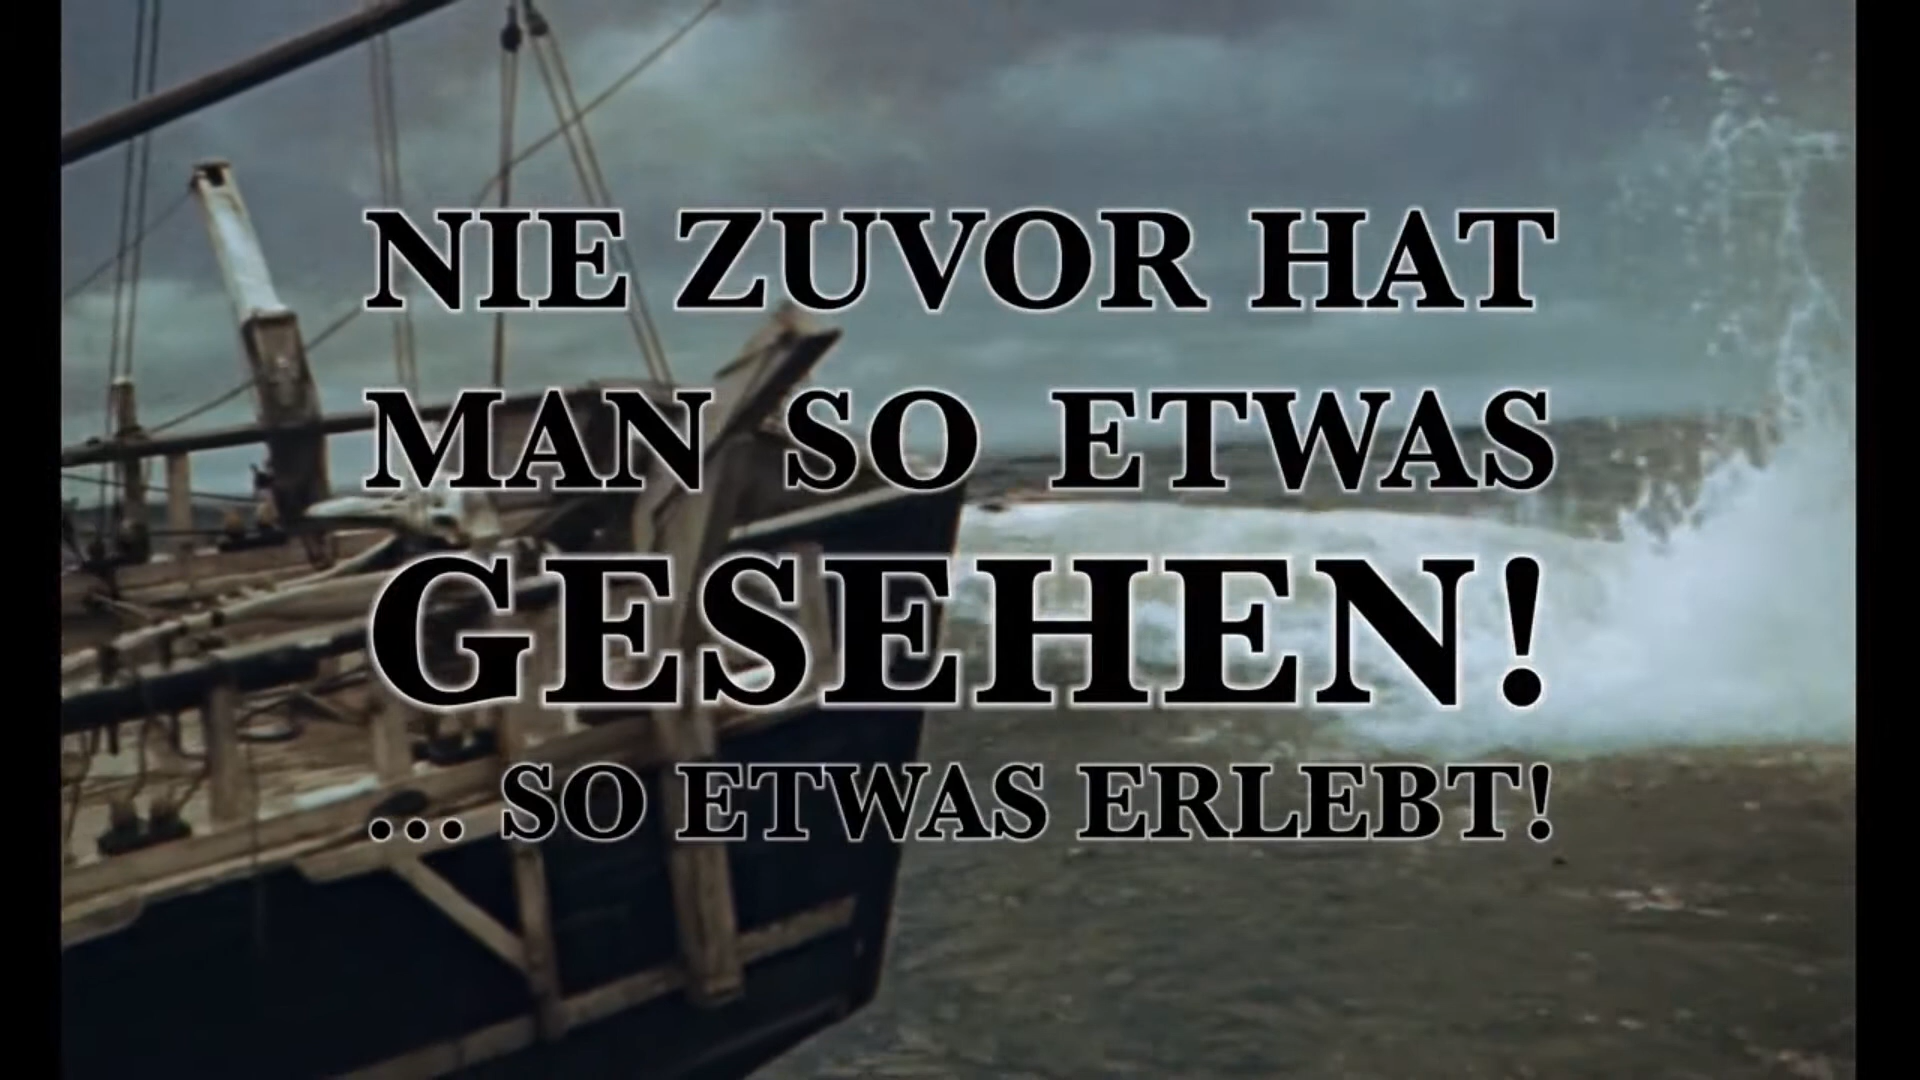 NIE ZUVOR HAT
MAN SO ETWAS
GESEHEN!
... SO ETWAS ERLEBT!